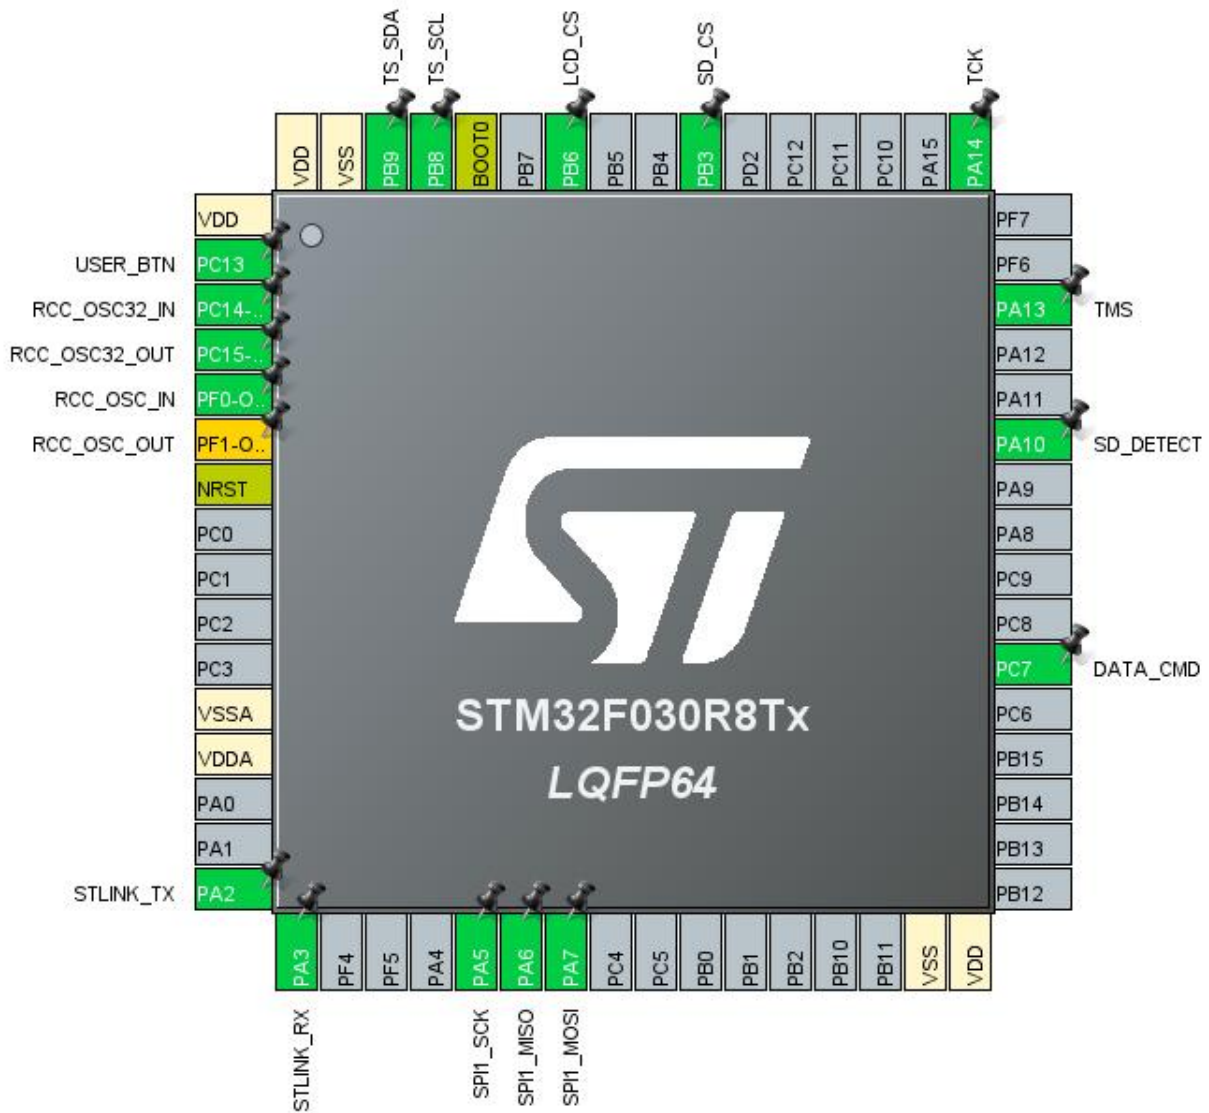 TS_SDA
TS_SCL
LCD_CS
SD_CS
TCK
VDD
VSS
PB9
PB8
BOOT0
PB7
PB6
PB5
PB4
PB3
PD2
PC12
PC11
PC10
PA15
PA14
VDD
USER_BTN PC13
RCC_OSC32_IN PC14-..
RCC_OSC32_OUT PC15-..
RCC_OSC_IN PF0-O..
RCC_OSC_OUT PF1-O..
NRST
PC0
PC1
PC2
PC3
VSSA
VDDA
PA0
PA1
STLINK_TX PA2
STM32F030R8Tx
LQFP64
PF7
PF6
PA13 TMS
PA12
PA11
PA10 SD_DETECT
PA9
PA8
PC9
PC8
PC7 DATA_CMD
PC6
PB15
PB14
PB13
PB12
PA3
PF4
PF5
PA4
PA5
PA6
PA7
PC4
PC5
PB0
PB1
PB2
PB10
PB11
VSS
VDD
STLINK_RX
SPI1_SCK
SPI1_MISO
SPI1_MOSI